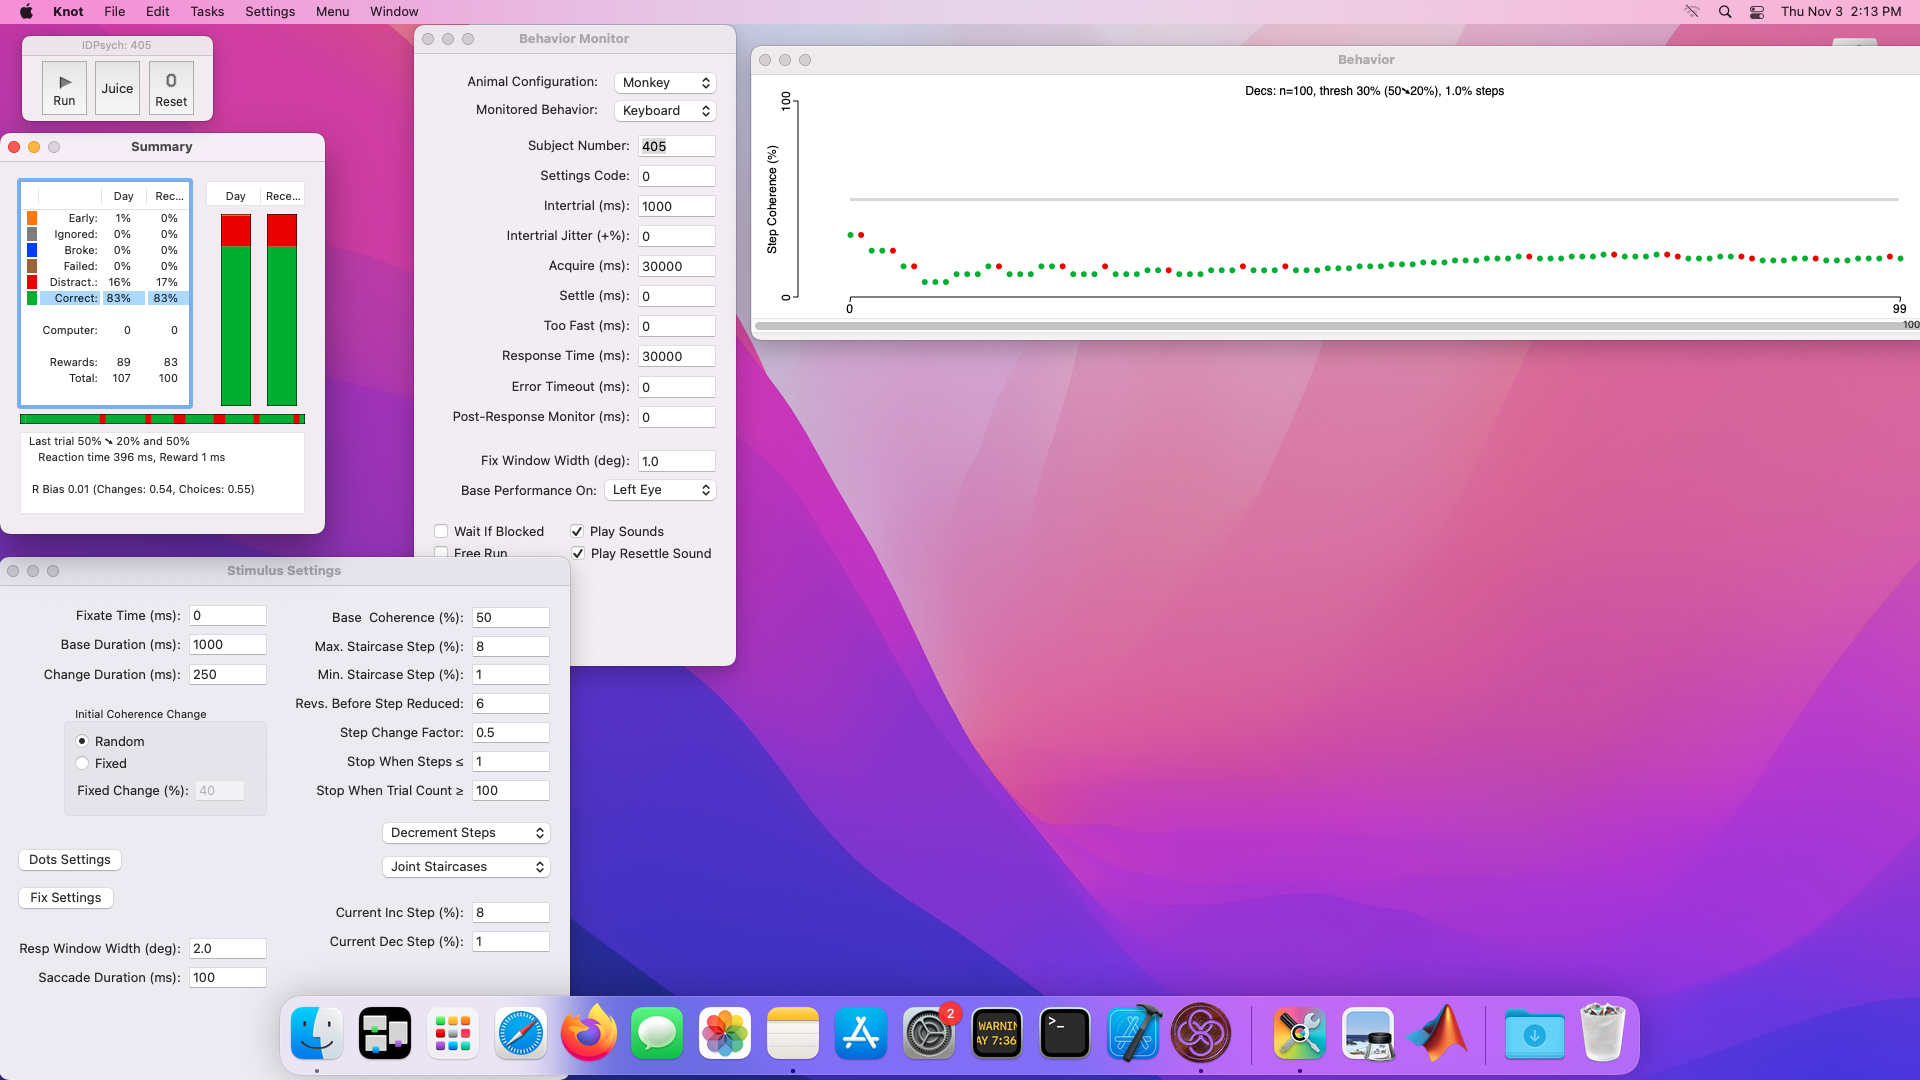 Knot File Edit Tasks Settings Menu Window
Thu Nov 3 2:13 PM
IDPsych: 405
Run
Juice
0
Reset
Summary
Day Rec...
Early: 1% 0%
Ignored: 0% 0%
Broke: 0% 0%
Failed: 0% 0%
Distract.: 16% 17%
Correct: 83% 83%
Computer: 0 0
Rewards: 89 83
Total: 107 100
Day Rece...
Last trial 50% ➘ 20% and 50%
Reaction time 396 ms, Reward 1 ms
R Bias 0.01 (Changes: 0.54, Choices: 0.55)
Behavior Monitor
Animal Configuration: Monkey
Monitored Behavior: Keyboard
Subject Number: 405
Settings Code: 0
Intertrial (ms): 1000
Intertrial Jitter (+%): 0
Acquire (ms): 30000
Settle (ms): 0
Too Fast (ms): 0
Response Time (ms): 30000
Error Timeout (ms): 0
Post-Response Monitor (ms): 0
Fix Window Width (deg): 1.0
Base Performance On: Left Eye
Wait If Blocked
Play Sounds
Free Run
Play Resettle Sound
Behavior
Decs: n=100, thresh 30% (50➘20%), 1.0% steps
Step Coherence (%)
100
0
0
99
100
Stimulus Settings
Fixate Time (ms): 0
Base Duration (ms): 1000
Change Duration (ms): 250
Initial Coherence Change
Random
Fixed
Fixed Change (%): 40
Dots Settings
Fix Settings
Resp Window Width (deg): 2.0
Saccade Duration (ms): 100
Base Coherence (%): 50
Max. Staircase Step (%): 8
Min. Staircase Step (%): 1
Revs. Before Step Reduced: 6
Step Change Factor: 0.5
Stop When Steps ≤ 1
Stop When Trial Count ≥ 100
Decrement Steps
Joint Staircases
Current Inc Step (%): 8
Current Dec Step (%): 1
2
WARNIN
AY 7:36
>_